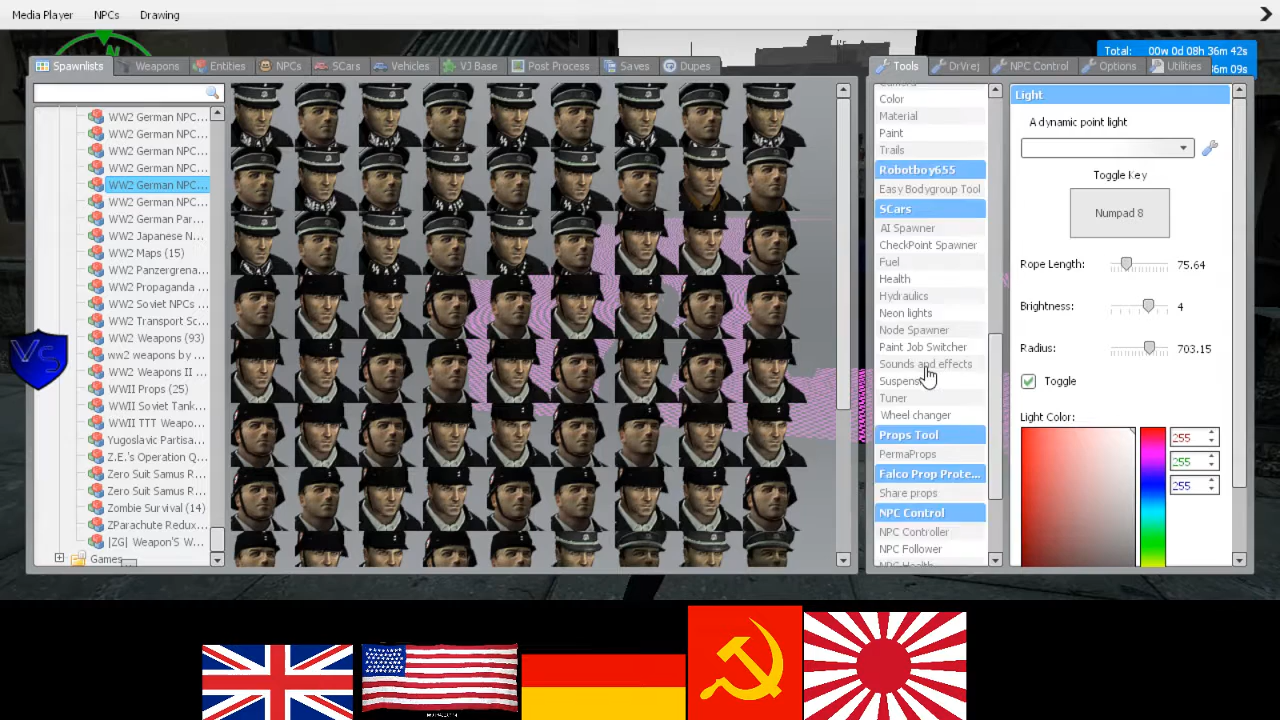 Media Player NPCs Drawing
Total: 00w 0d 08h 36m 42s
36m 09s
Spawnlists Weapons Entities NPCs SCars Vehicles VJ Base Post Process Saves Dupes
Tools DrVrej NPC Control Options Utilities
WW2 German NPC...
WW2 German NPC...
WW2 German NPC...
WW2 German NPC...
WW2 German NPC...
WW2 German NPC...
WW2 German Par...
WW2 Japanese N...
WW2 Maps (15)
WW2 Panzergrena...
WW2 Propaganda ...
WW2 Soviet NPCs ...
WW2 Transport Sc...
WW2 Weapons (93)
ww2 weapons by ...
WW2 Weapons II ...
WWII Props (25)
WWII Soviet Tank...
WWII TTT Weapo...
Yugoslavic Partisa...
Z.E.'s Operation Q...
Zero Suit Samus R...
Zero Suit Samus R...
Zombie Survival (14)
ZParachute Redux...
|ZG| Weapon'S W...
Games
Color
Material
Paint
Trails
Robotboy655
Easy Bodygroup Tool
SCars
AI Spawner
CheckPoint Spawner
Fuel
Health
Hydraulics
Neon lights
Node Spawner
Paint Job Switcher
Sounds and effects
Tuner
Wheel changer
Props Tool
PermaProps
Falco Prop Prote...
Share props
NPC Control
NPC Controller
NPC Follower
NPC Health
Light
A dynamic point light
Toggle Key
Numpad 8
Rope Length: 75.64
Brightness: 4
Radius: 703.15
Toggle
Light Color:
255
255
255
VS